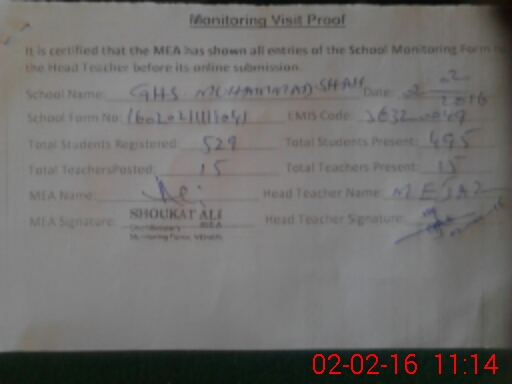 Monitoring Visit Proof
It is certified that the MEA has shown all entries of the School Monitoring Form to
the Head Teacher before its online submission.
School Name: GHS MUHAMMAD SHAH Date: 02-02-2016
School Form No: EMIS Code:
Total Students Registered: 529 Total Students Present: 495
Total Teachers Posted: 15 Total Teachers Present: 15
MEA Name: Head Teacher Name:
MEA Signature: SHOUKAT ALI Head Teacher Signature:
MEA
02-02-16 11:14